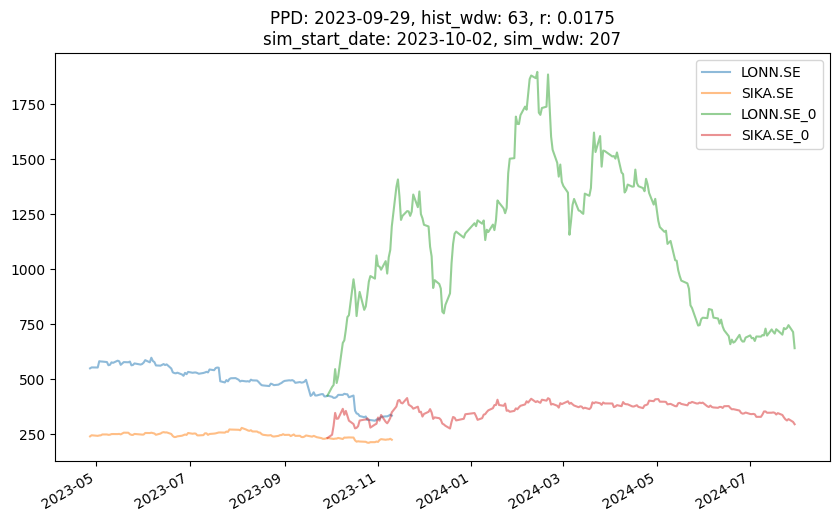 PPD: 2023-09-29, hist_wdw: 63, r: 0.0175
sim_start_date: 2023-10-02, sim_wdw: 207
LONN.SE
SIKA.SE
LONN.SE_0
SIKA.SE_0
1750
1500
1250
1000
750
500
250
2023-05
2023-07
2023-09
2023-11
2024-01
2024-03
2024-05
2024-07